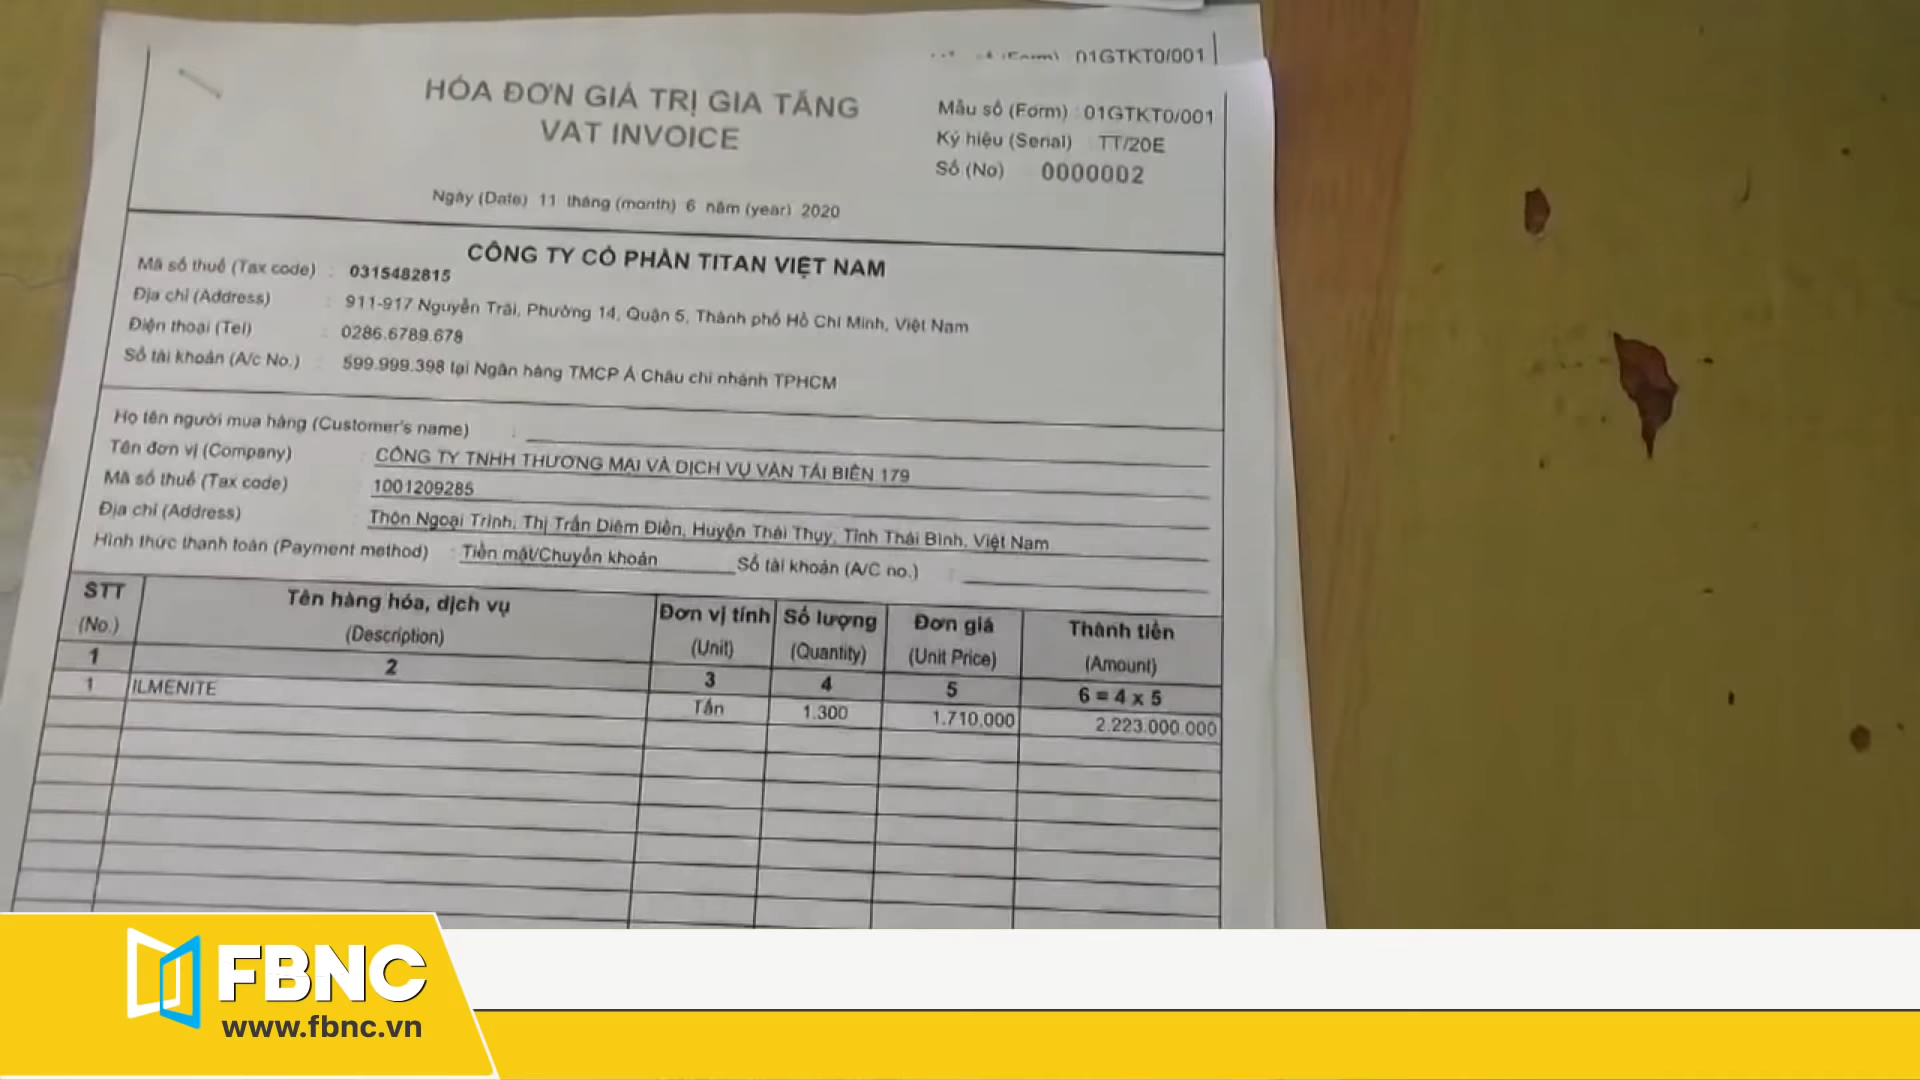 (Form) 01GTKT0/001
HÓA ĐƠN GIÁ TRỊ GIA TĂNG
VAT INVOICE
Mẫu số (Form) : 01GTKT0/001
Ký hiệu (Serial) TT/20E
Số (No) 0000002
Ngày (Date) 11 tháng (month) 6 năm (year) 2020
CÔNG TY CỔ PHẦN TITAN VIỆT NAM
Mã số thuế (Tax code) : 0315482815
Địa chỉ (Address) : 911-917 Nguyễn Trãi, Phường 14, Quận 5, Thành phố Hồ Chí Minh, Việt Nam
Điện thoại (Tel) : 0286.6789.678
Số tài khoản (A/c No.) : 599.999.398 tại Ngân hàng TMCP Á Châu chi nhánh TPHCM
Họ tên người mua hàng (Customer's name) :
Tên đơn vị (Company) : CÔNG TY TNHH THƯƠNG MẠI VÀ DỊCH VỤ VẬN TẢI BIỂN 179
Mã số thuế (Tax code) 1001209285
Địa chỉ (Address) : Thôn Ngoại Trình, Thị Trấn Diêm Điền, Huyện Thái Thụy, Tỉnh Thái Bình, Việt Nam
Hình thức thanh toán (Payment method) : Tiền mặt/Chuyển khoản Số tài khoản (A/C no.) :
STT Tên hàng hóa, dịch vụ Đơn vị tính Số lượng Đơn giá Thành tiền
(No.) (Description) (Unit) (Quantity) (Unit Price) (Amount)
1 2 3 4 5 6 = 4 x 5
1 ILMENITE Tấn 1.300 1.710.000 2.223.000.000
FBNC
www.fbnc.vn